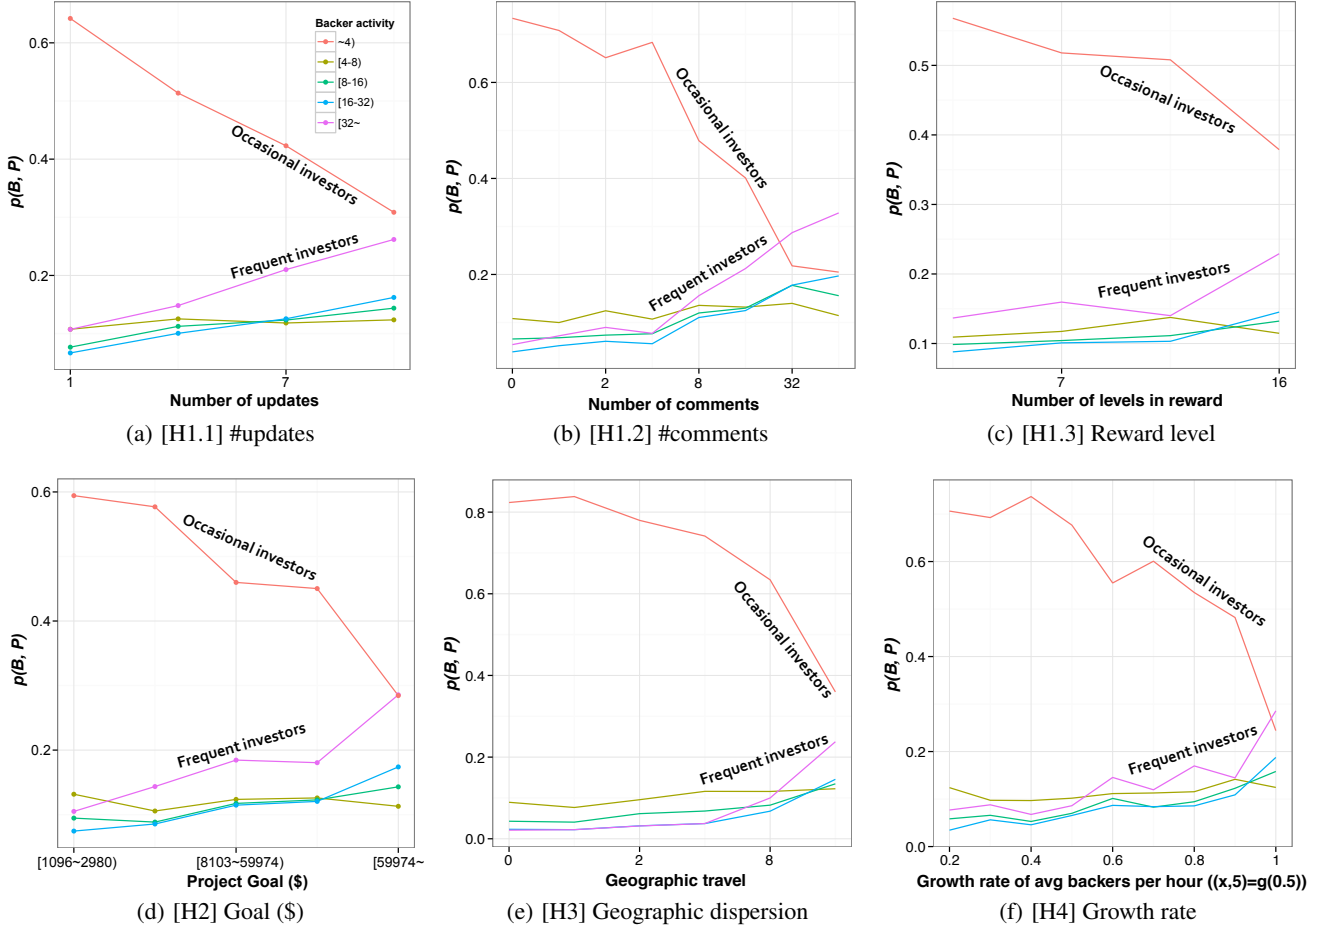 Backer activity
~4)
[4-8)
[8-16)
[16-32)
[32~
0.6
0.4
0.2
p(B, P)
Occasional investors
Frequent investors
1
7
Number of updates
(a) [H1.1] #updates
0.6
0.4
0.2
p(B, P)
Occasional investors
Frequent investors
0
2
8
32
Number of comments
(b) [H1.2] #comments
0.5
0.4
0.3
0.2
0.1
p(B, P)
Occasional investors
Frequent investors
7
16
Number of levels in reward
(c) [H1.3] Reward level
0.6
0.4
0.2
p(B, P)
Occasional investors
Frequent investors
[1096~2980)
[8103~59974)
[59974~
Project Goal ($)
(d) [H2] Goal ($)
0.8
0.6
0.4
0.2
0.0
p(B, P)
Occasional investors
Frequent investors
0
2
8
Geographic travel
(e) [H3] Geographic dispersion
0.6
0.4
0.2
0.0
p(B, P)
Occasional investors
Frequent investors
0.2
0.4
0.6
0.8
1
Growth rate of avg backers per hour ((x,5)=g(0.5))
(f) [H4] Growth rate